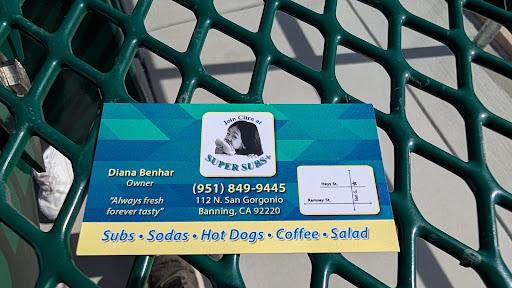 Join Citra at
SUPER SUBS+
Diana Benhar
Owner
"Always fresh
forever tasty"
(951) 849-9445
112 N. San Gorgonio
Banning, CA 92220
Hays St.
Ramsey St.
Subs • Sodas • Hot Dogs • Coffee • Salad